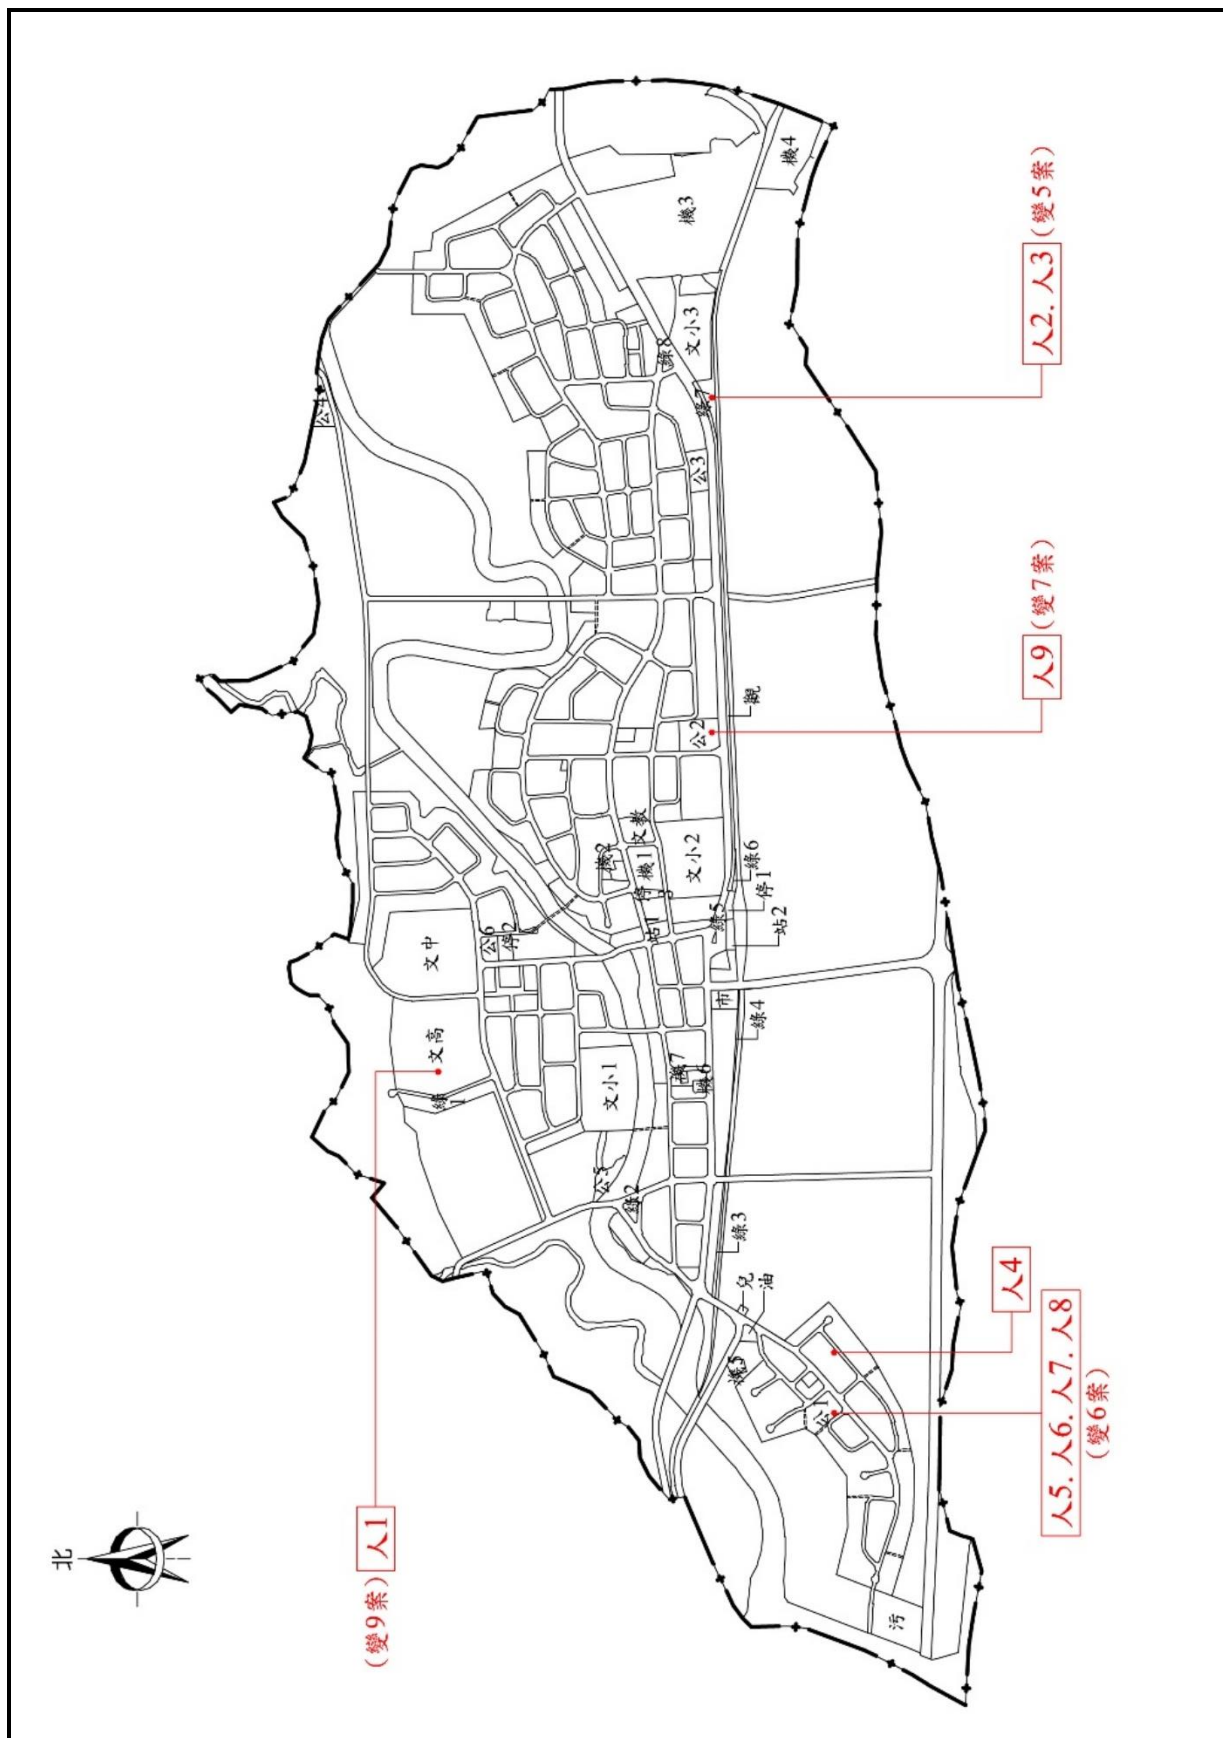 北
(變9案)
人1
人2. 人3
(變5案)
人9
(變7案)
人4
人5. 人6. 人7. 人8
(變6案)
機4
機3
文小3
綠8
綠7
公4
公3
觀
公2
文教
機2
機1
文小2
綠6
停1
綠5
站2
站1
公6
停2
文中
市
綠4
文高
綠1
文小1
機7
機6
公5
綠2
綠3
兒
油
機5
公1
污